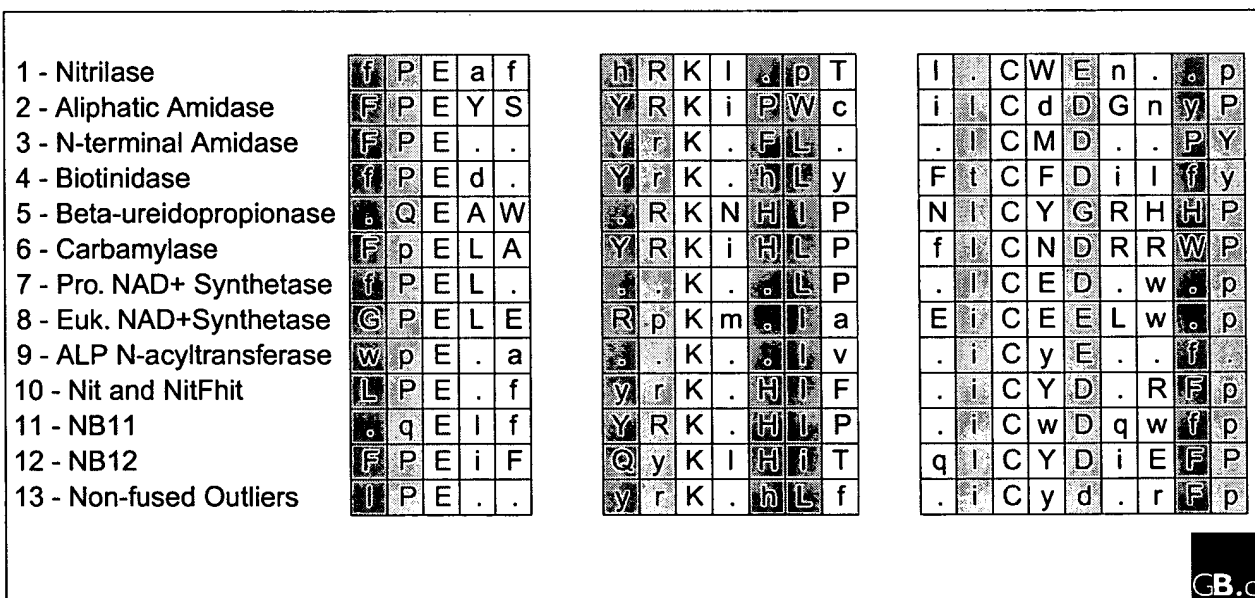 1 - Nitrilase f P E a f h R K I . p T I . C W E n . . p
2 - Aliphatic Amidase F P E Y S Y R K i P W c i I C d D G n y P
3 - N-terminal Amidase F P E . . Y r K . F L . . I C M D . . P Y
4 - Biotinidase f P E d . Y r K . h L y F t C F D i l f y
5 - Beta-ureidopropionase . Q E A W . R K N H I P N I C Y G R H H P
6 - Carbamylase F p E L A Y R K i H L P f I C N D R R W P
7 - Pro. NAD+ Synthetase f P E L . . . K . . L P . I C E D . w . p
8 - Euk. NAD+Synthetase G P E L E R p K m . I a E i C E E L w . p
9 - ALP N-acyltransferase w p E . a . . K . . I v . i C y E . . f .
10 - Nit and NitFhit L P E . f y r K . H I F . i C Y D . R F p
11 - NB11 . q E I f Y R K . H I P . i C w D q w f p
12 - NB12 F P E i F Q y K I H i T q I C Y D i E F P
13 - Non-fused Outliers I P E . . y r K . h L f . i C y d . r F p